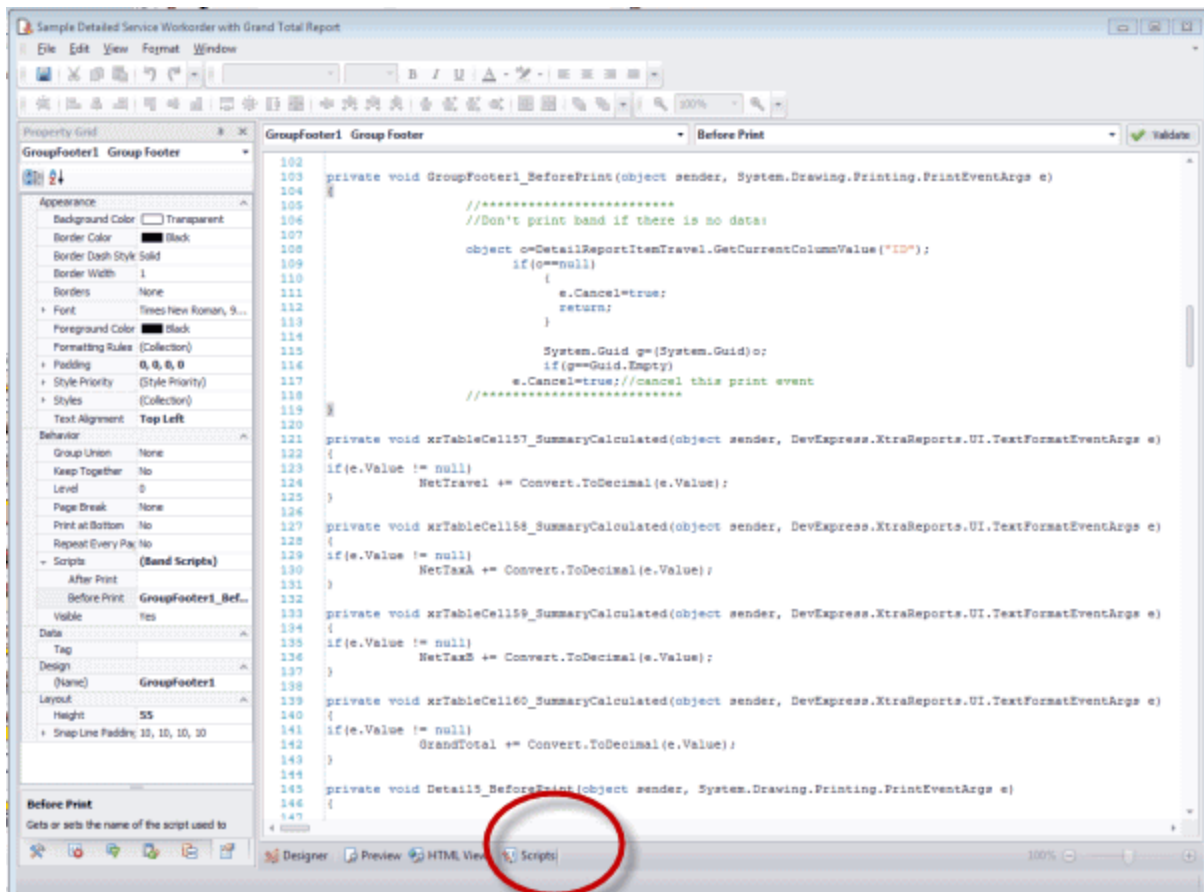 Sample Detailed Service Workorder with Grand Total Report
File Edit View Format Window
B I U A
100%
Property Grid
GroupFooter1 Group Footer
GroupFooter1 Group Footer
Before Print
Validate
Appearance
Background Color Transparent
Border Color Black
Border Dash Style Solid
Border Width 1
Borders None
Font Times New Roman, 9...
Foreground Color Black
Formatting Rules (Collection)
Padding 0, 0, 0, 0
Style Priority (Style Priority)
Styles (Collection)
Text Alignment Top Left
Behavior
Group Union None
Keep Together No
Level 0
Page Break None
Print at Bottom No
Repeat Every Pag No
Scripts (Band Scripts)
After Print
Before Print GroupFooter1_Bef...
Visible Yes
Data
Tag
Design
(Name) GroupFooter1
Layout
Height 55
Snap Line Padding 10, 10, 10, 10
Before Print
Gets or sets the name of the script used to
102
103 private void GroupFooter1_BeforePrint(object sender, System.Drawing.Printing.PrintEventArgs e)
104 {
105 //*************************
106 //Don't print band if there is no data:
107
108 object o=DetailReportItemTravel.GetCurrentColumnValue("ID");
109 if(o==null)
110 {
111 e.Cancel=true;
112 return;
113 }
114
115 System.Guid g=(System.Guid)o;
116 if(g==Guid.Empty)
117 e.Cancel=true;//cancel this print event
118 //**************************
119 }
120
121 private void xrTableCell57_SummaryCalculated(object sender, DevExpress.XtraReports.UI.TextFormatEventArgs e)
122 {
123 if(e.Value != null)
124 NetTravel += Convert.ToDecimal(e.Value);
125 }
126
127 private void xrTableCell58_SummaryCalculated(object sender, DevExpress.XtraReports.UI.TextFormatEventArgs e)
128 {
129 if(e.Value != null)
130 NetTaxA += Convert.ToDecimal(e.Value);
131 }
132
133 private void xrTableCell59_SummaryCalculated(object sender, DevExpress.XtraReports.UI.TextFormatEventArgs e)
134 {
135 if(e.Value != null)
136 NetTaxB += Convert.ToDecimal(e.Value);
137 }
138
139 private void xrTableCell60_SummaryCalculated(object sender, DevExpress.XtraReports.UI.TextFormatEventArgs e)
140 {
141 if(e.Value != null)
142 GrandTotal += Convert.ToDecimal(e.Value);
143 }
144
145 private void Detail5_BeforePrint(object sender, System.Drawing.Printing.PrintEventArgs e)
146 {
147
Designer Preview HTML View Scripts
100%